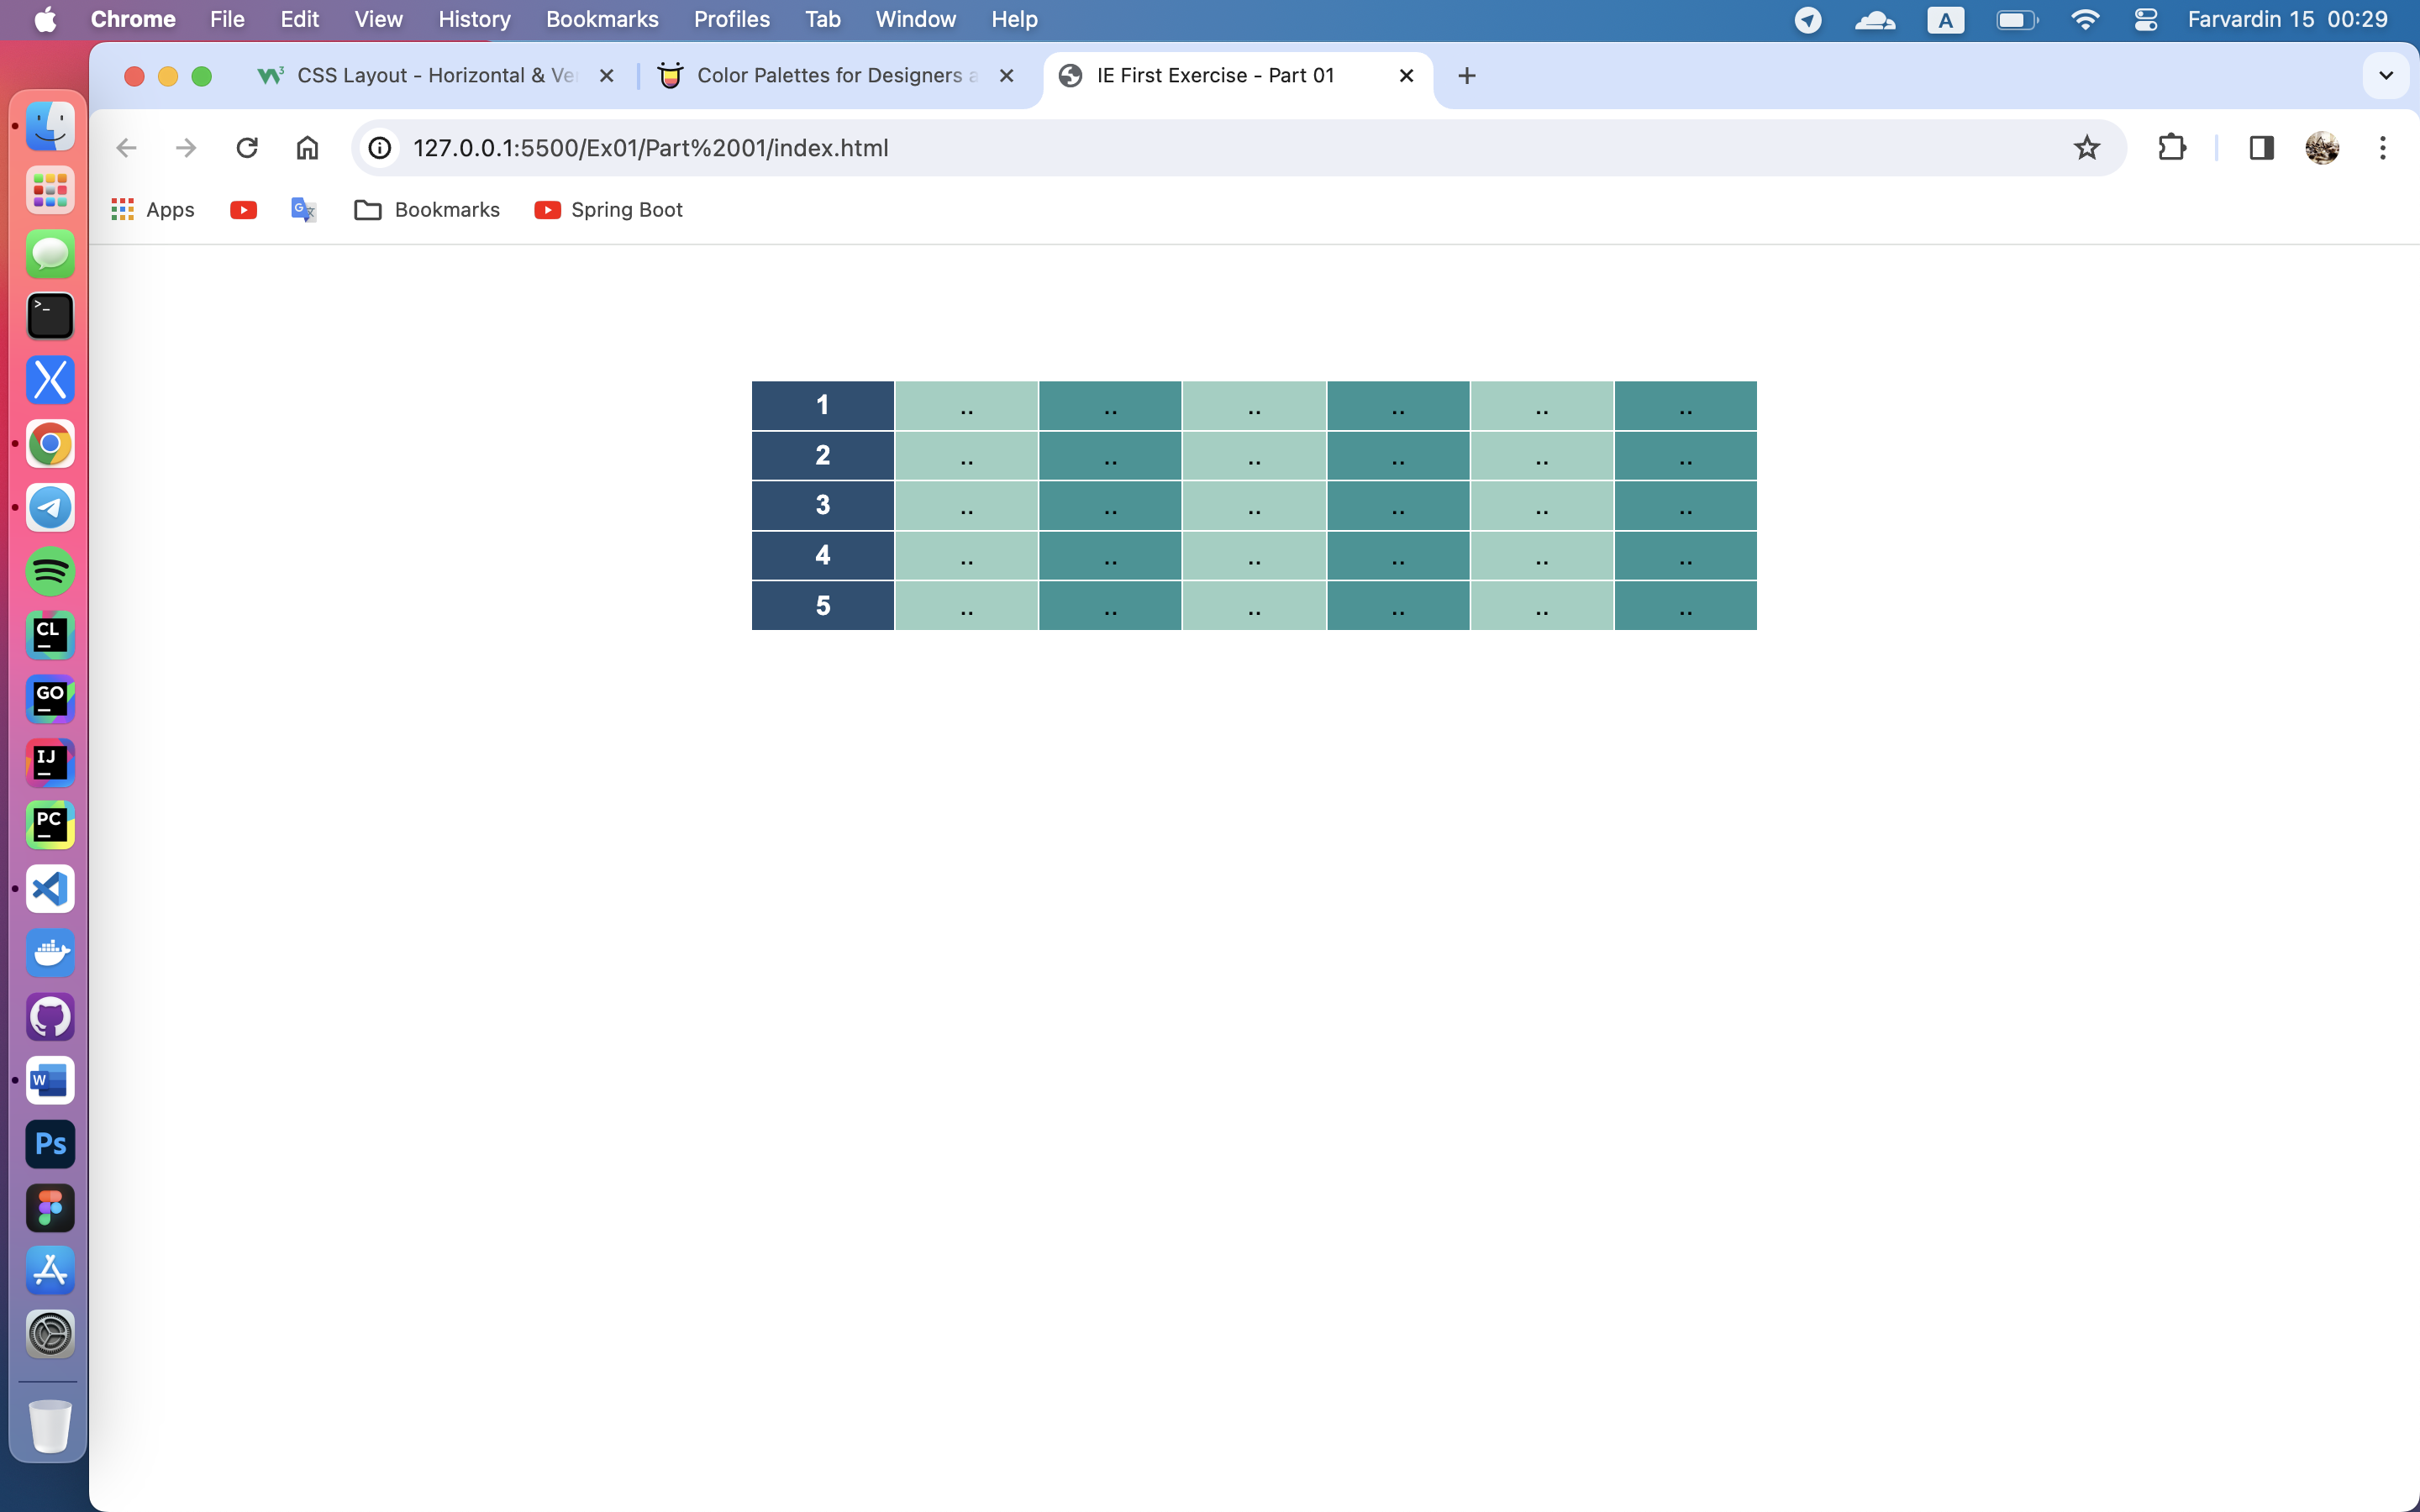 Chrome File Edit View History Bookmarks Profiles Tab Window Help A Farvardin 15 00:29
CSS Layout - Horizontal & Ve Color Palettes for Designers a IE First Exercise - Part 01
127.0.0.1:5500/Ex01/Part%2001/index.html
Apps Bookmarks Spring Boot
1 .. .. .. .. .. ..
2 .. .. .. .. .. ..
3 .. .. .. .. .. ..
4 .. .. .. .. .. ..
5 .. .. .. .. .. ..
CL
GO
IJ
PC
W
Ps